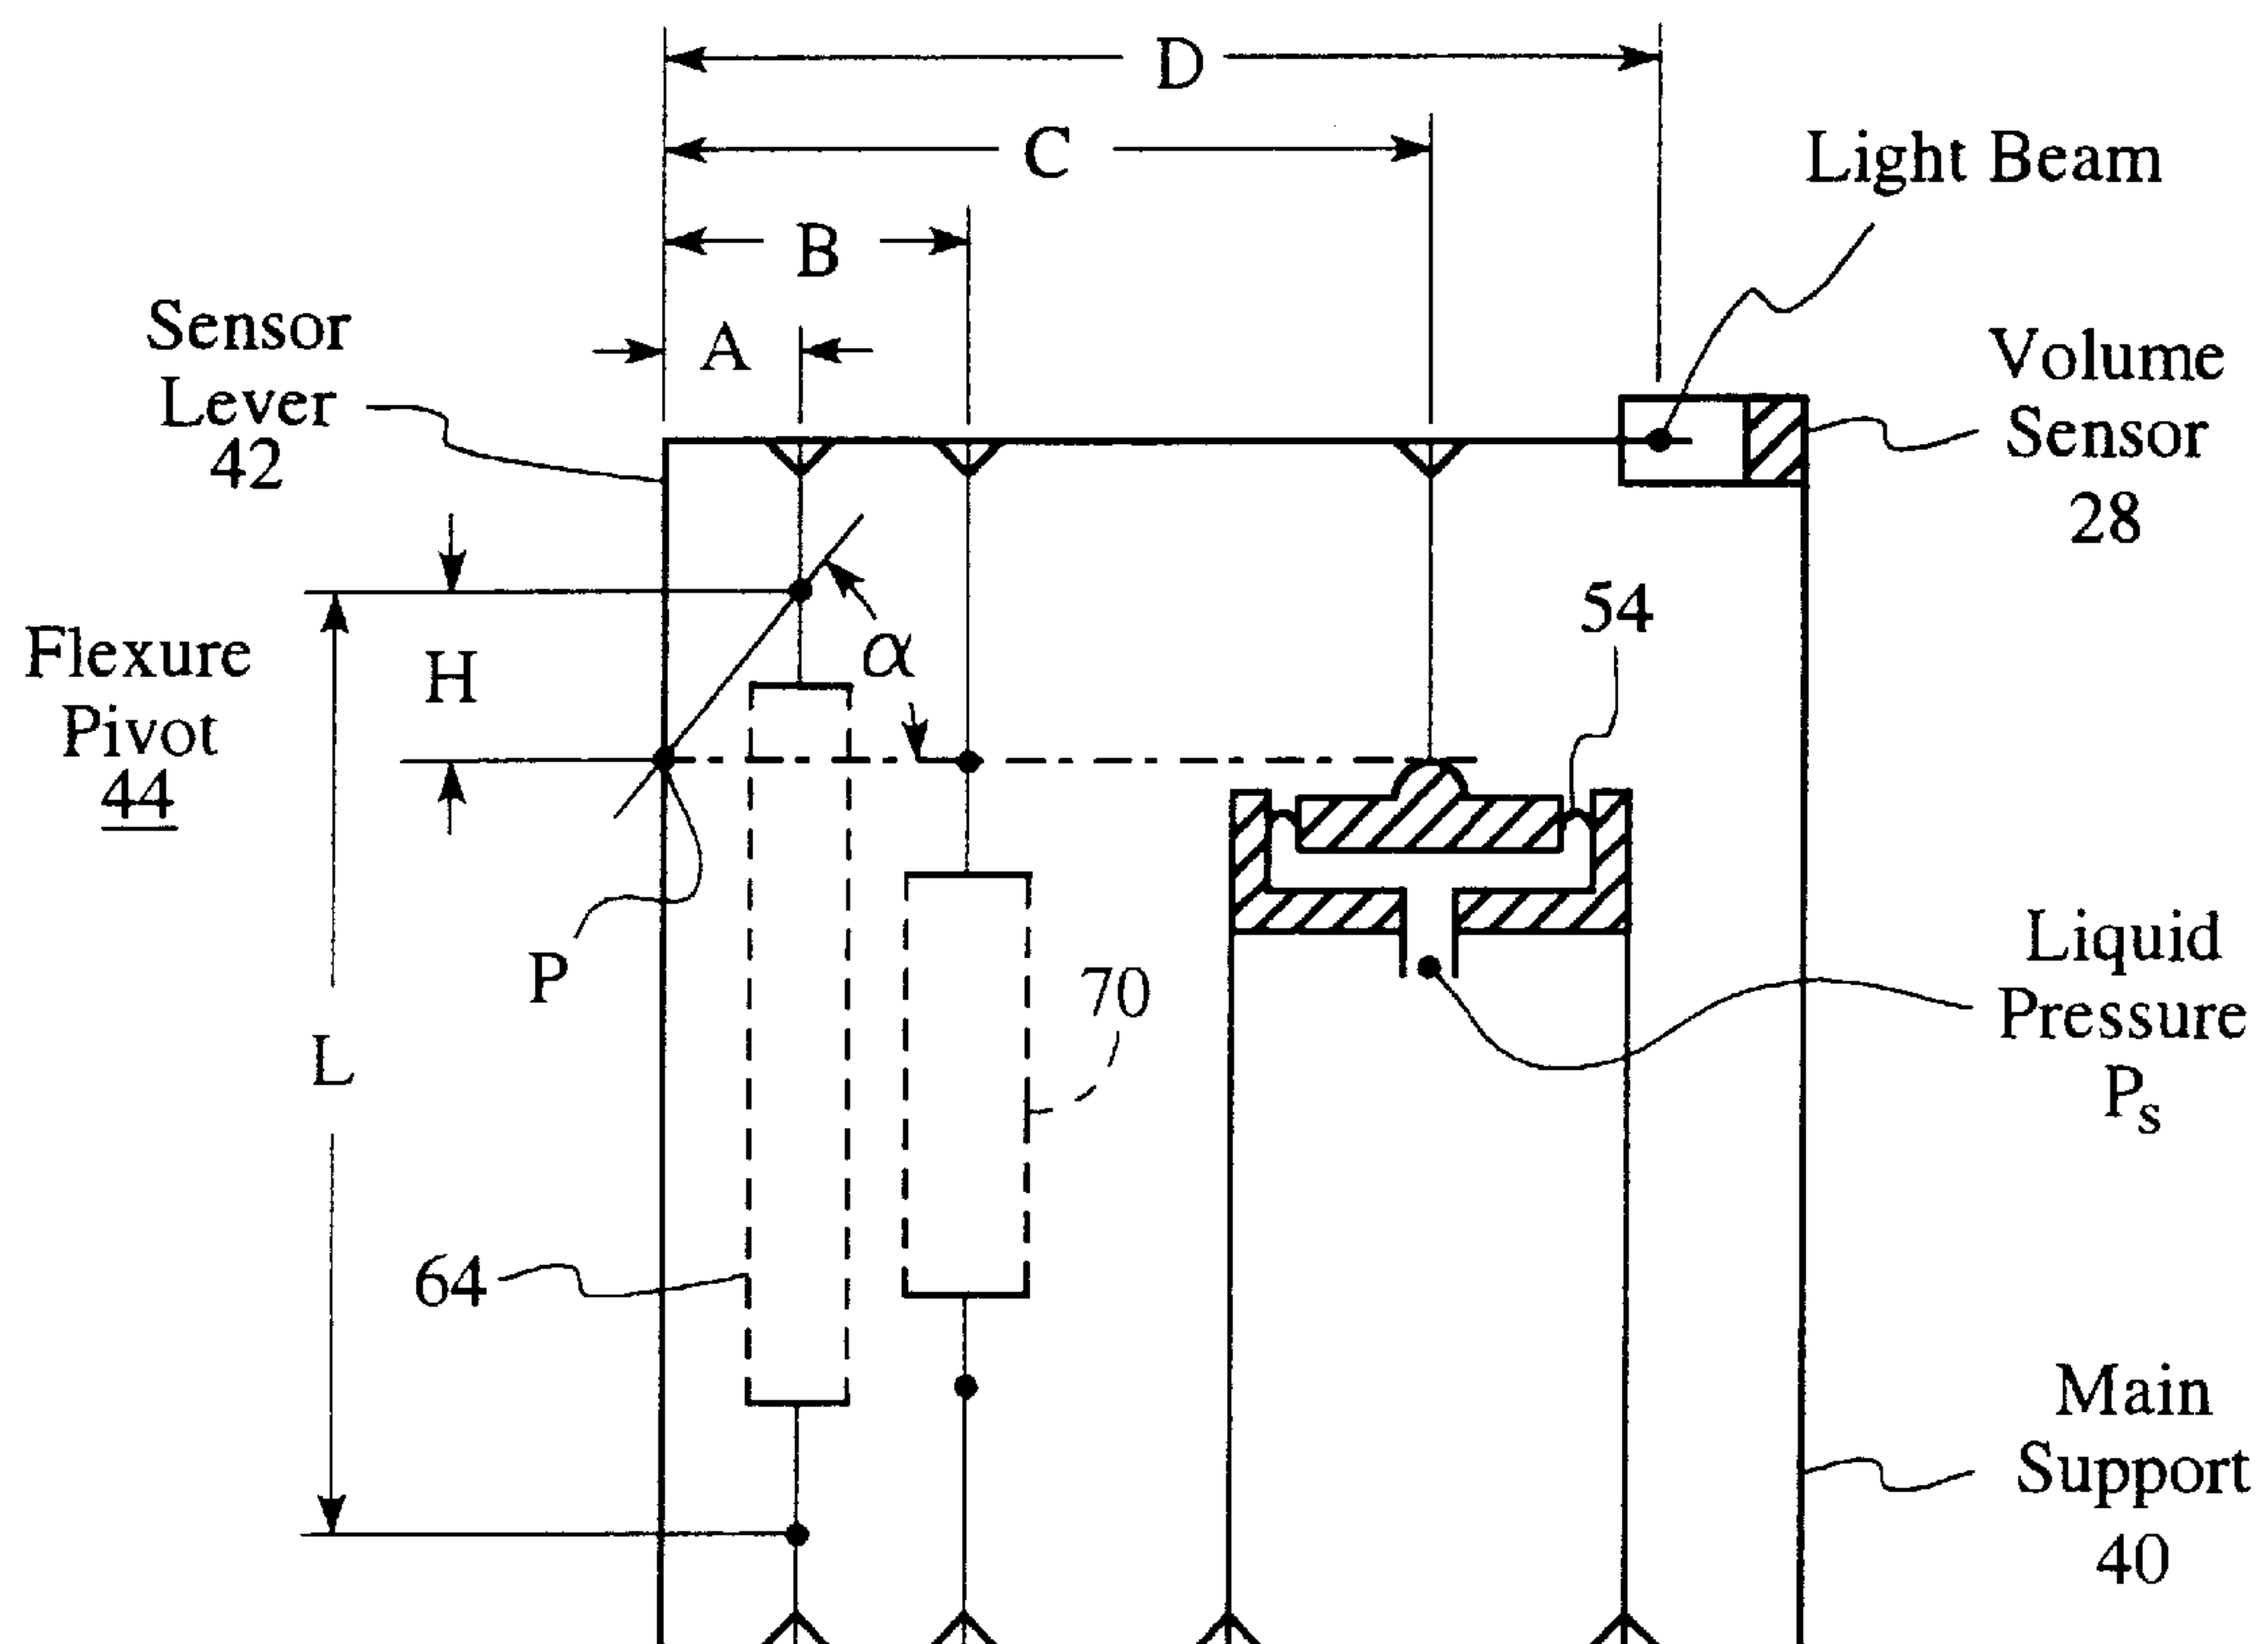 D
C
Light Beam
B
Sensor
Lever
42
A
Volume
Sensor
28
54
Flexure
Pivot
44
H
α
P
70
L
Liquid
Pressure
Ps
64
Main
Support
40